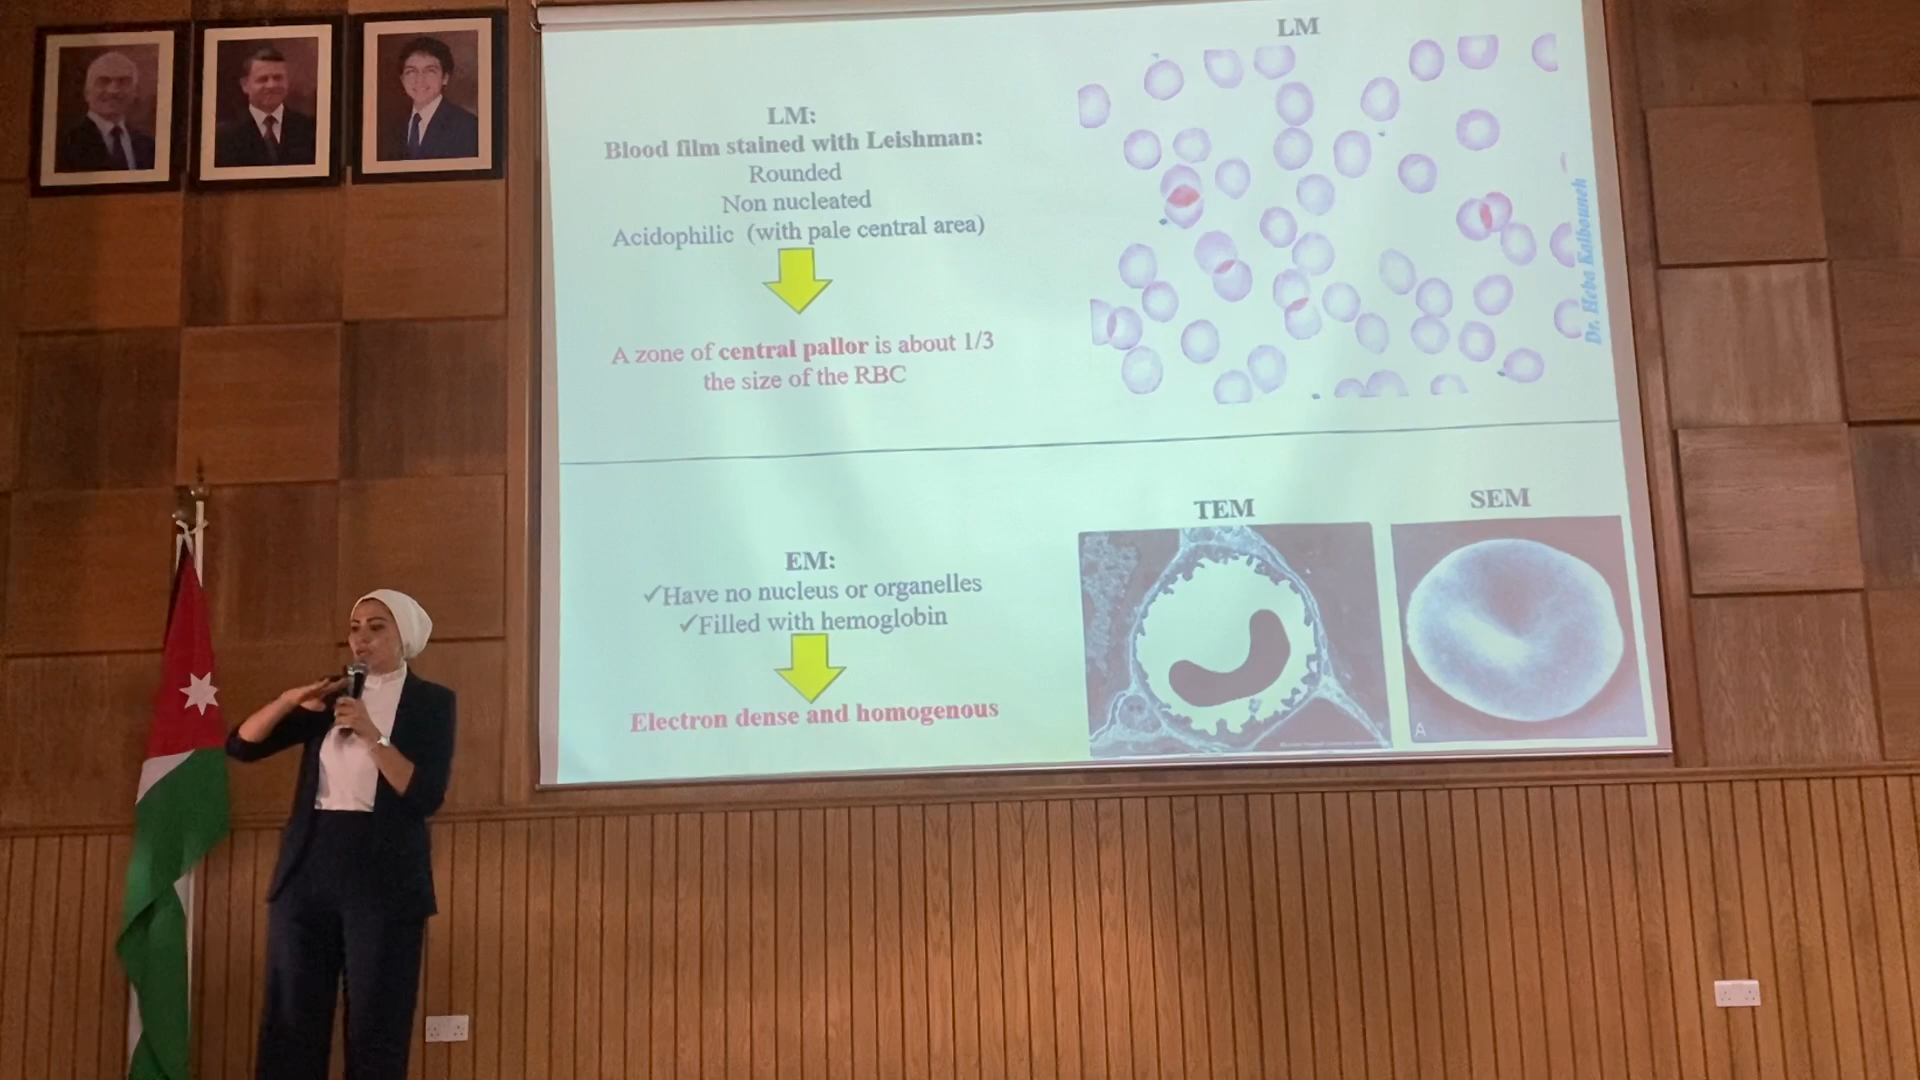 LM:
Blood film stained with Leishman:
Rounded
Non nucleated
Acidophilic (with pale central area)
A zone of central pallor is about 1/3
the size of the RBC
LM
Dr. Heba Kalbouneh
EM:
✓Have no nucleus or organelles
✓Filled with hemoglobin
Electron dense and homogenous
TEM
SEM
A